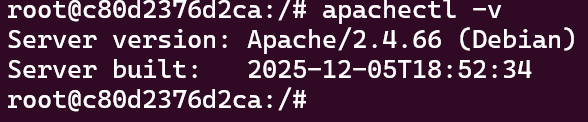 root@c80d2376d2ca:/# apachectl -v
Server version: Apache/2.4.66 (Debian)
Server built:   2025-12-05T18:52:34
root@c80d2376d2ca:/#